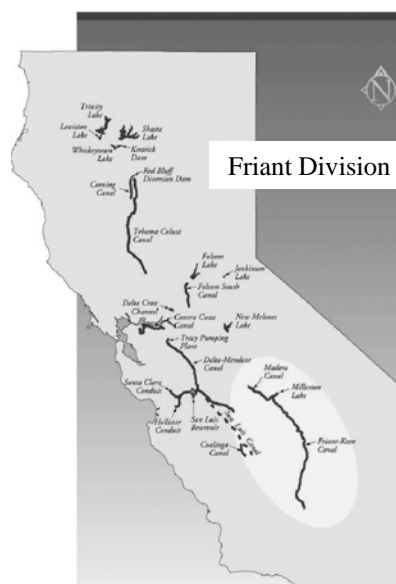 N
Trinity
Lake
Lewiston
Lake
Shasta
Lake
Whiskeytown
Lake
Keswick
Dam
Friant Division
Red Bluff
Diversion Dam
Corning
Canal
Tehama Colusa
Canal
Folsom
Lake
Jenkinson
Lake
Folsom South
Canal
Delta Cross
Channel
Contra Costa
Canal
New Melones
Lake
Tracy Pumping
Plant
Delta-Mendota
Canal
Madera
Canal
Millerton
Lake
Santa Clara
Conduit
Hollister
Conduit
San Luis
Reservoir
San Luis Canal
Coalinga
Canal
Friant-Kern
Canal